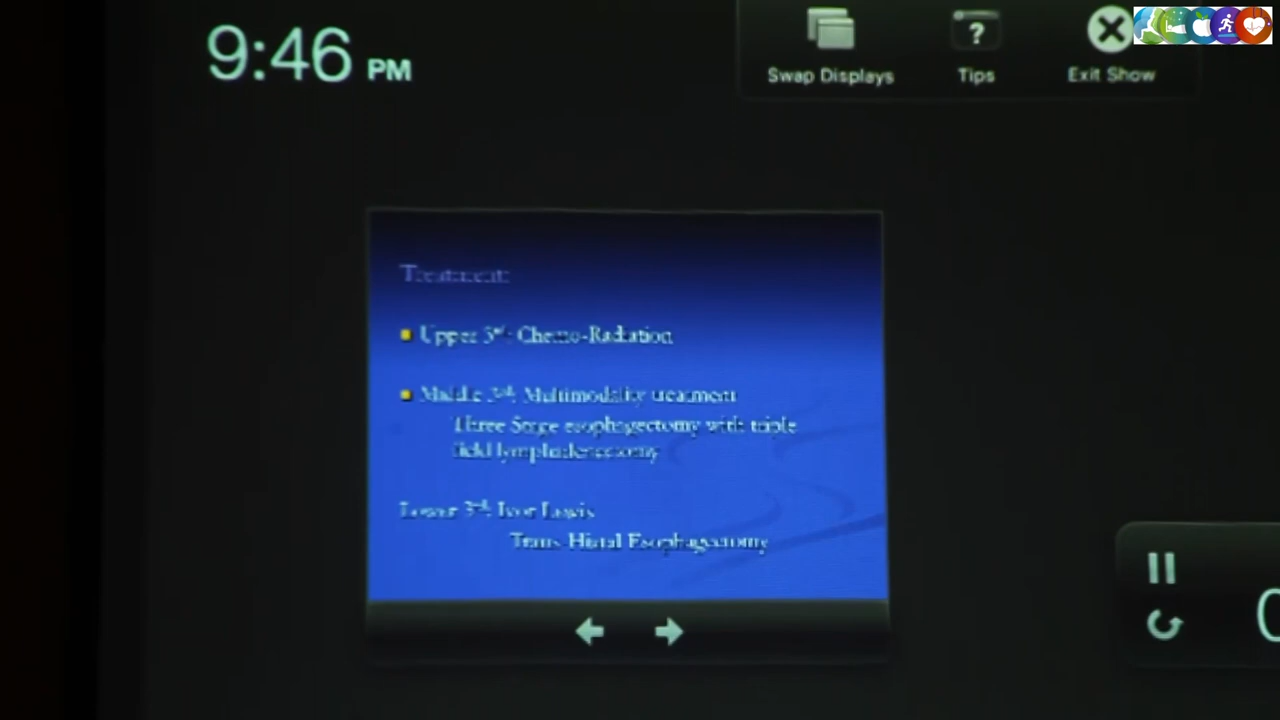 9:46 PM
Swap Displays
Tips
Exit Show
?
Treatment:
Upper 3rd: Chemo-Radiation
Middle 3rd: Multimodality treatment
Three Stage esophagectomy with triple
field lymphadenectomy
Lower 3rd: Ivor Lewis
Trans-Hiatal Esophagectomy
0